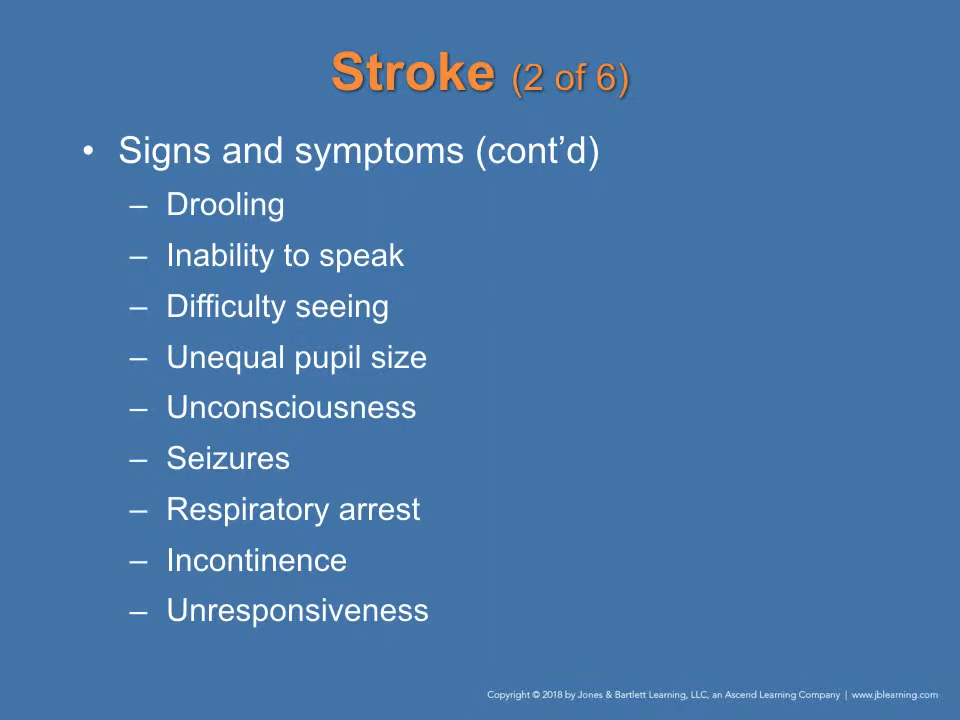 Stroke (2 of 6)
• Signs and symptoms (cont’d)
– Drooling
– Inability to speak
– Difficulty seeing
– Unequal pupil size
– Unconsciousness
– Seizures
– Respiratory arrest
– Incontinence
– Unresponsiveness
Copyright © 2018 by Jones & Bartlett Learning, LLC, an Ascend Learning Company | www.jblearning.com